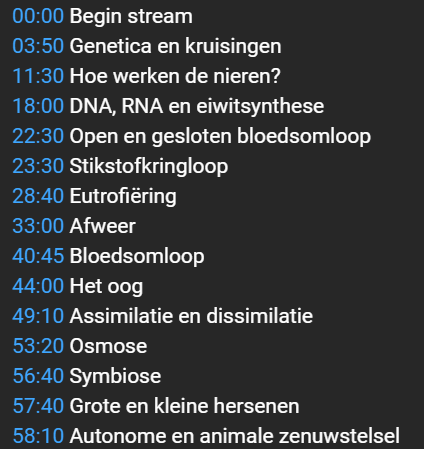 00:00 Begin stream
03:50 Genetica en kruisingen
11:30 Hoe werken de nieren?
18:00 DNA, RNA en eiwitsynthese
22:30 Open en gesloten bloedsomloop
23:30 Stikstofkringloop
28:40 Eutrofiëring
33:00 Afweer
40:45 Bloedsomloop
44:00 Het oog
49:10 Assimilatie en dissimilatie
53:20 Osmose
56:40 Symbiose
57:40 Grote en kleine hersenen
58:10 Autonome en animale zenuwstelsel